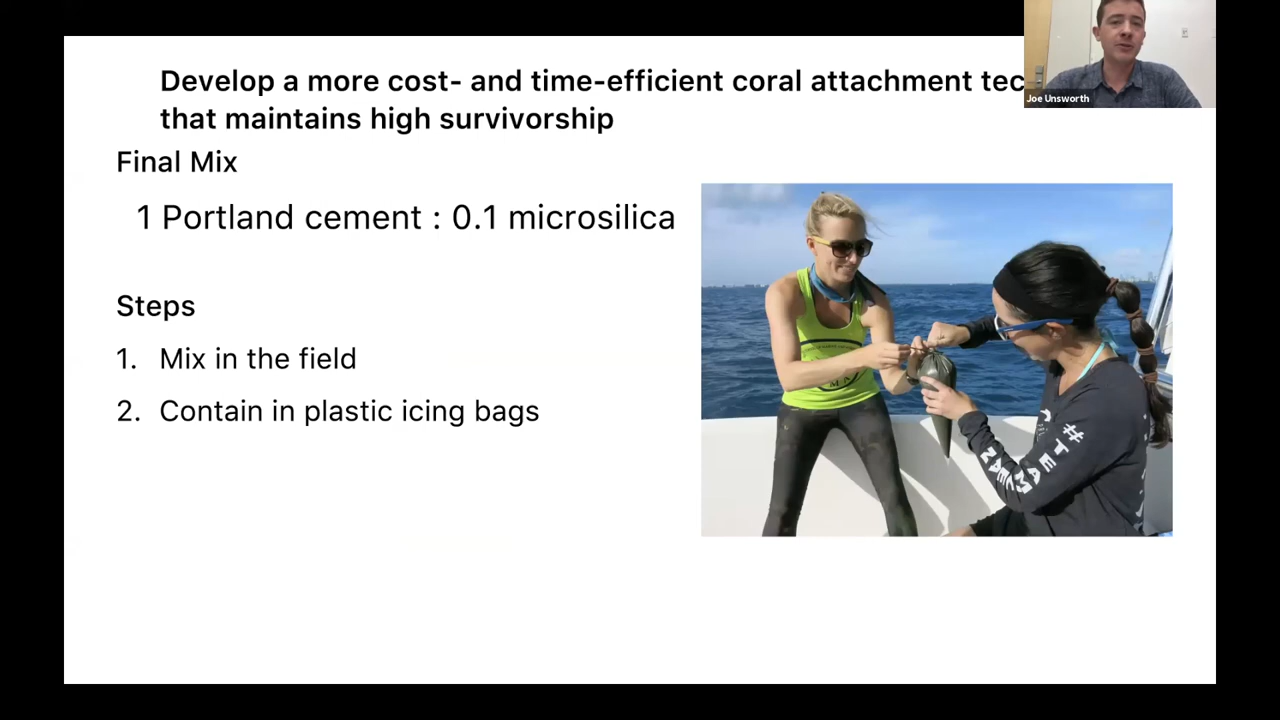 Develop a more cost- and time-efficient coral attachment
that maintains high survivorship
Joe Unsworth
Final Mix
1 Portland cement : 0.1 microsilica
Steps
1. Mix in the field
2. Contain in plastic icing bags
#TEAM